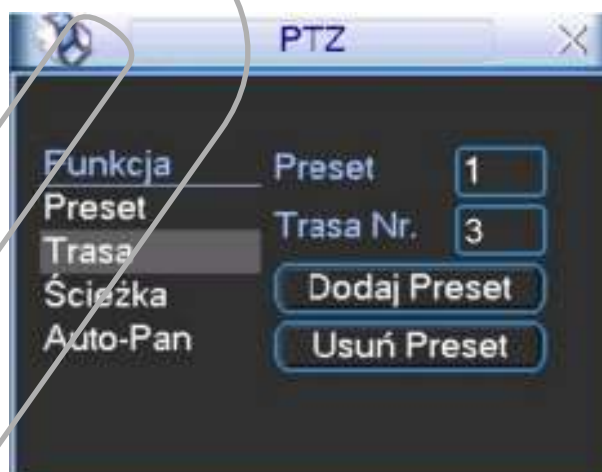 PTZ
Funkcja
Preset
Trasa
Ścieżka
Auto-Pan
Preset 1
Trasa Nr. 3
Dodaj Preset
Usuń Preset